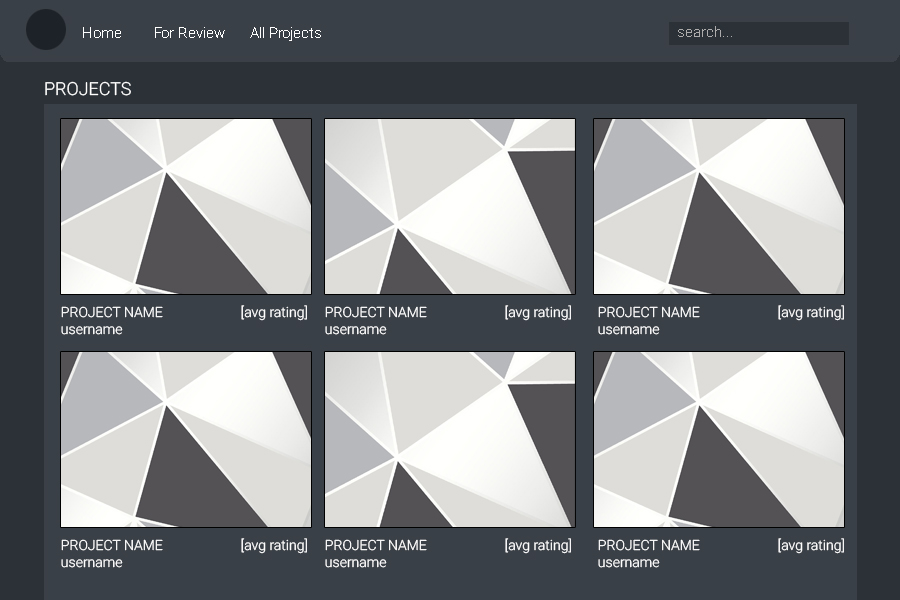 Home For Review All Projects search...
PROJECTS
PROJECT NAME [avg rating] PROJECT NAME [avg rating] PROJECT NAME [avg rating]
username username username
PROJECT NAME [avg rating] PROJECT NAME [avg rating] PROJECT NAME [avg rating]
username username username